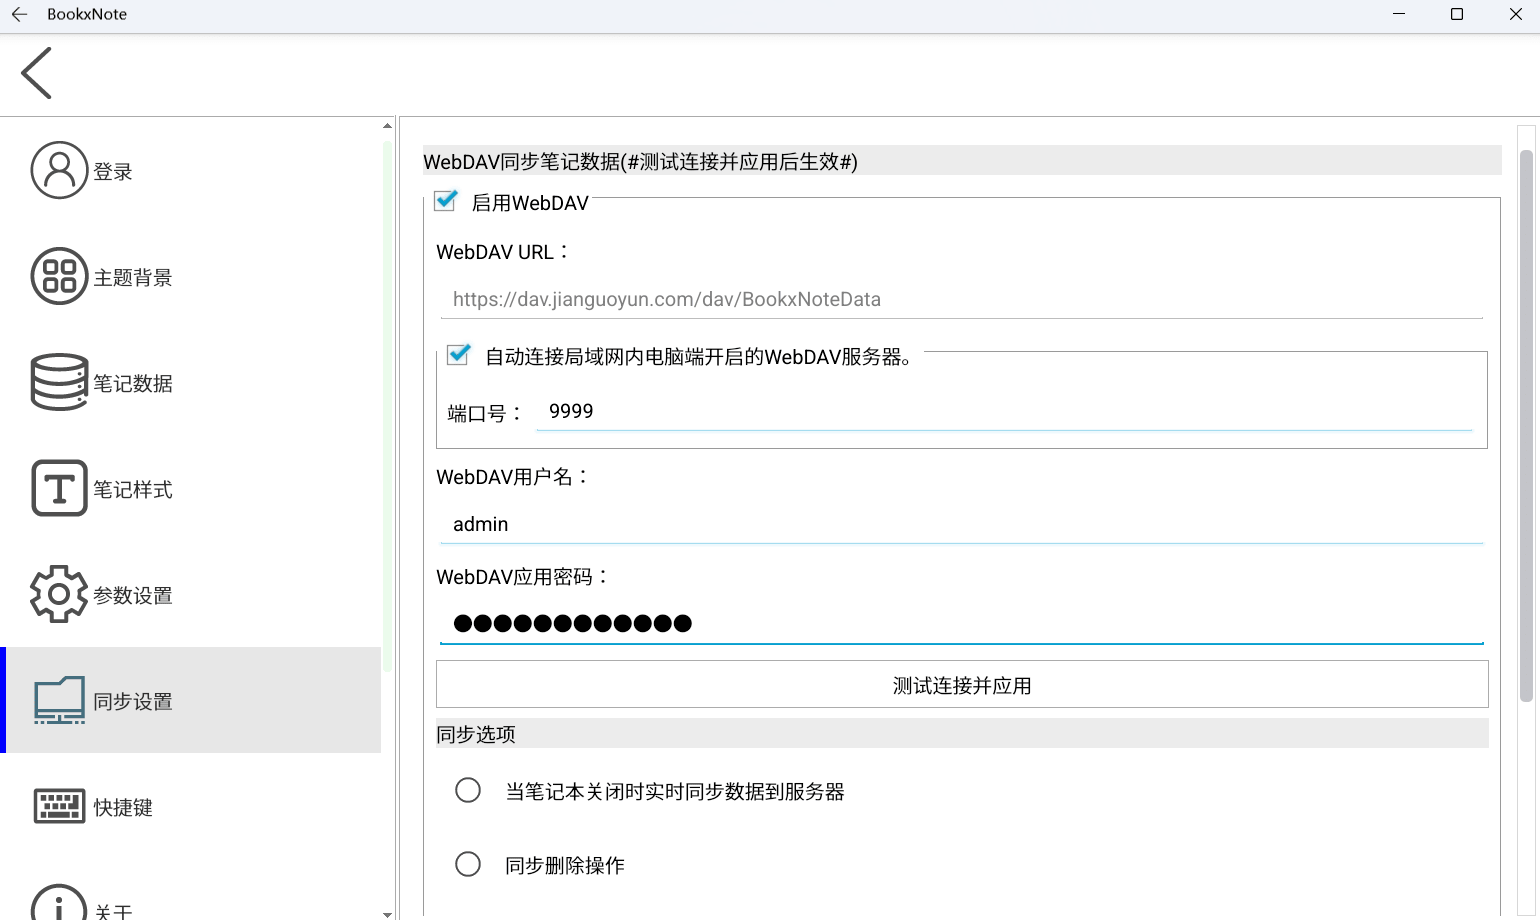 BookxNote
登录
主题背景
笔记数据
笔记样式
参数设置
同步设置
快捷键
关于
WebDAV同步笔记数据(#测试连接并应用后生效#)
启用WebDAV
WebDAV URL：
https://dav.jianguoyun.com/dav/BookxNoteData
自动连接局域网内电脑端开启的WebDAV服务器。
端口号： 9999
WebDAV用户名：
admin
WebDAV应用密码：
●●●●●●●●●●●●
测试连接并应用
同步选项
当笔记本关闭时实时同步数据到服务器
同步删除操作